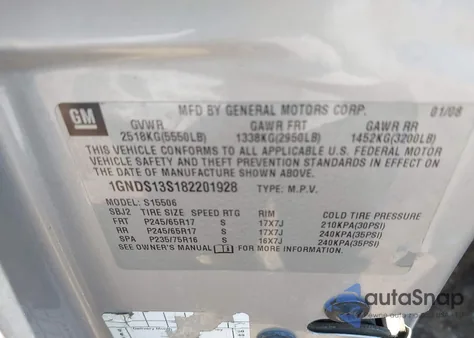 GM
MFD BY GENERAL MOTORS CORP. 01/08
GVWR GAWR FRT GAWR RR
2518KG(5550LB) 1338KG(2950LB) 1452KG(3200LB)
THIS VEHICLE CONFORMS TO ALL APPLICABLE U.S. FEDERAL MOTOR
VEHICLE SAFETY AND THEFT PREVENTION STANDARDS IN EFFECT ON
THE DATE OF MANUFACTURE SHOWN ABOVE.
1GNDS13S182201928 TYPE: M.P.V.
MODEL: S15506
SBJ2 TIRE SIZE SPEED RTG RIM COLD TIRE PRESSURE
FRT P245/65R17 S 17X7J 210KPA(30PSI)
RR P245/65R17 S 17X7J 240KPA(35PSI)
SPA P235/75R16 S 16X7J 240KPA(35PSI)
SEE OWNER'S MANUAL FOR MORE INFORMATION.
autoSnap